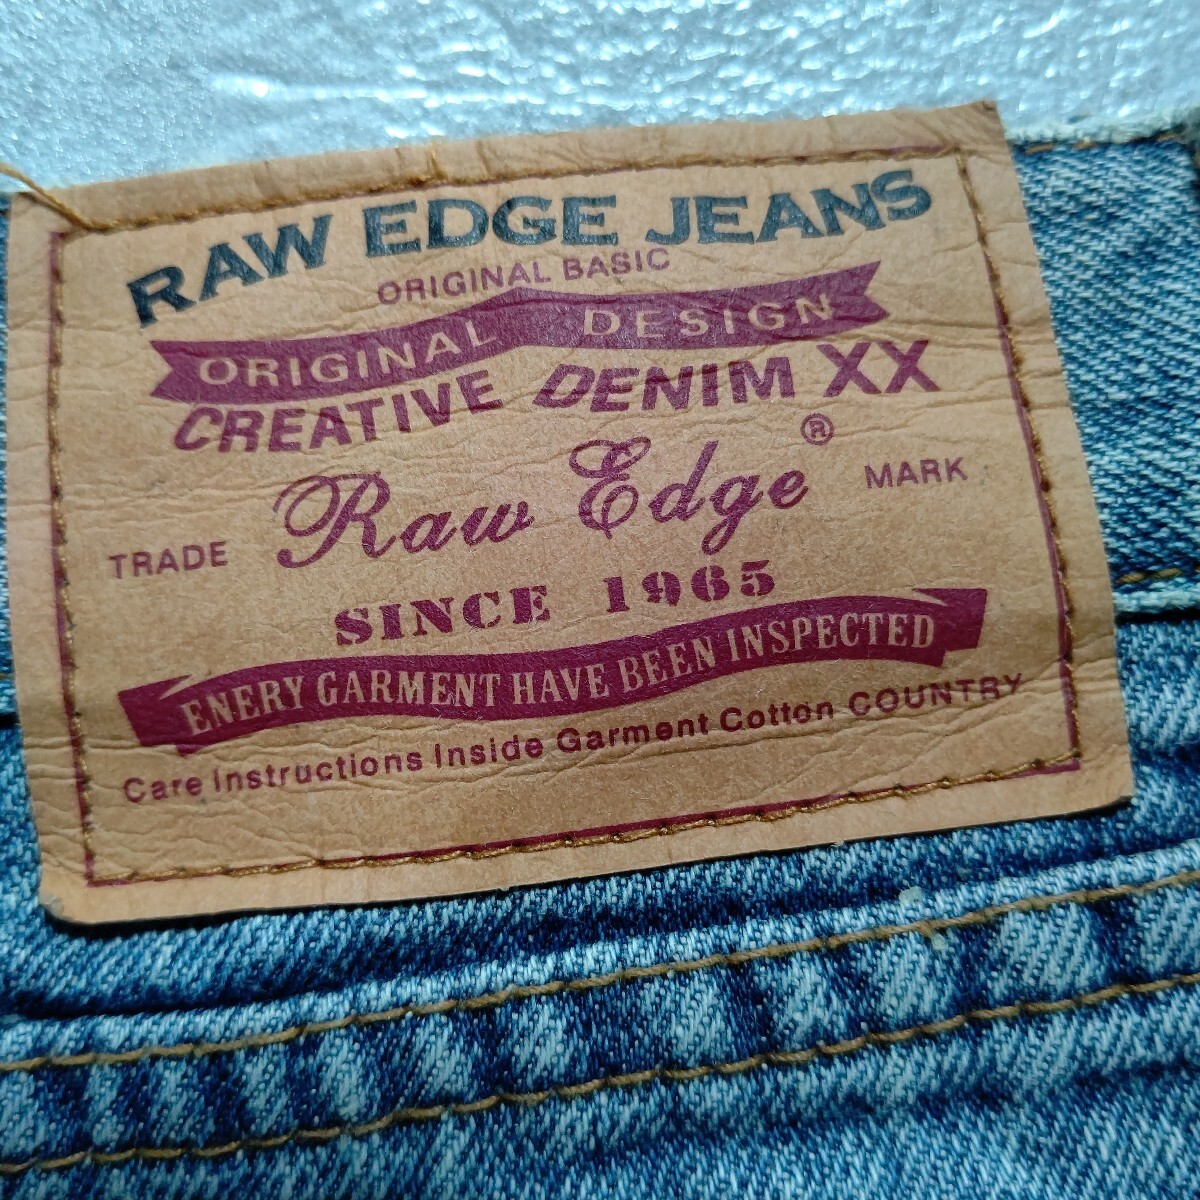 RAW EDGE JEANS
ORIGINAL BASIC
ORIGINAL DESIGN
CREATIVE DENIM XX
Raw Edge ®
TRADE MARK
SINCE 1965
ENERY GARMENT HAVE BEEN INSPECTED
Care Instructions Inside Garment Cotton COUNTRY